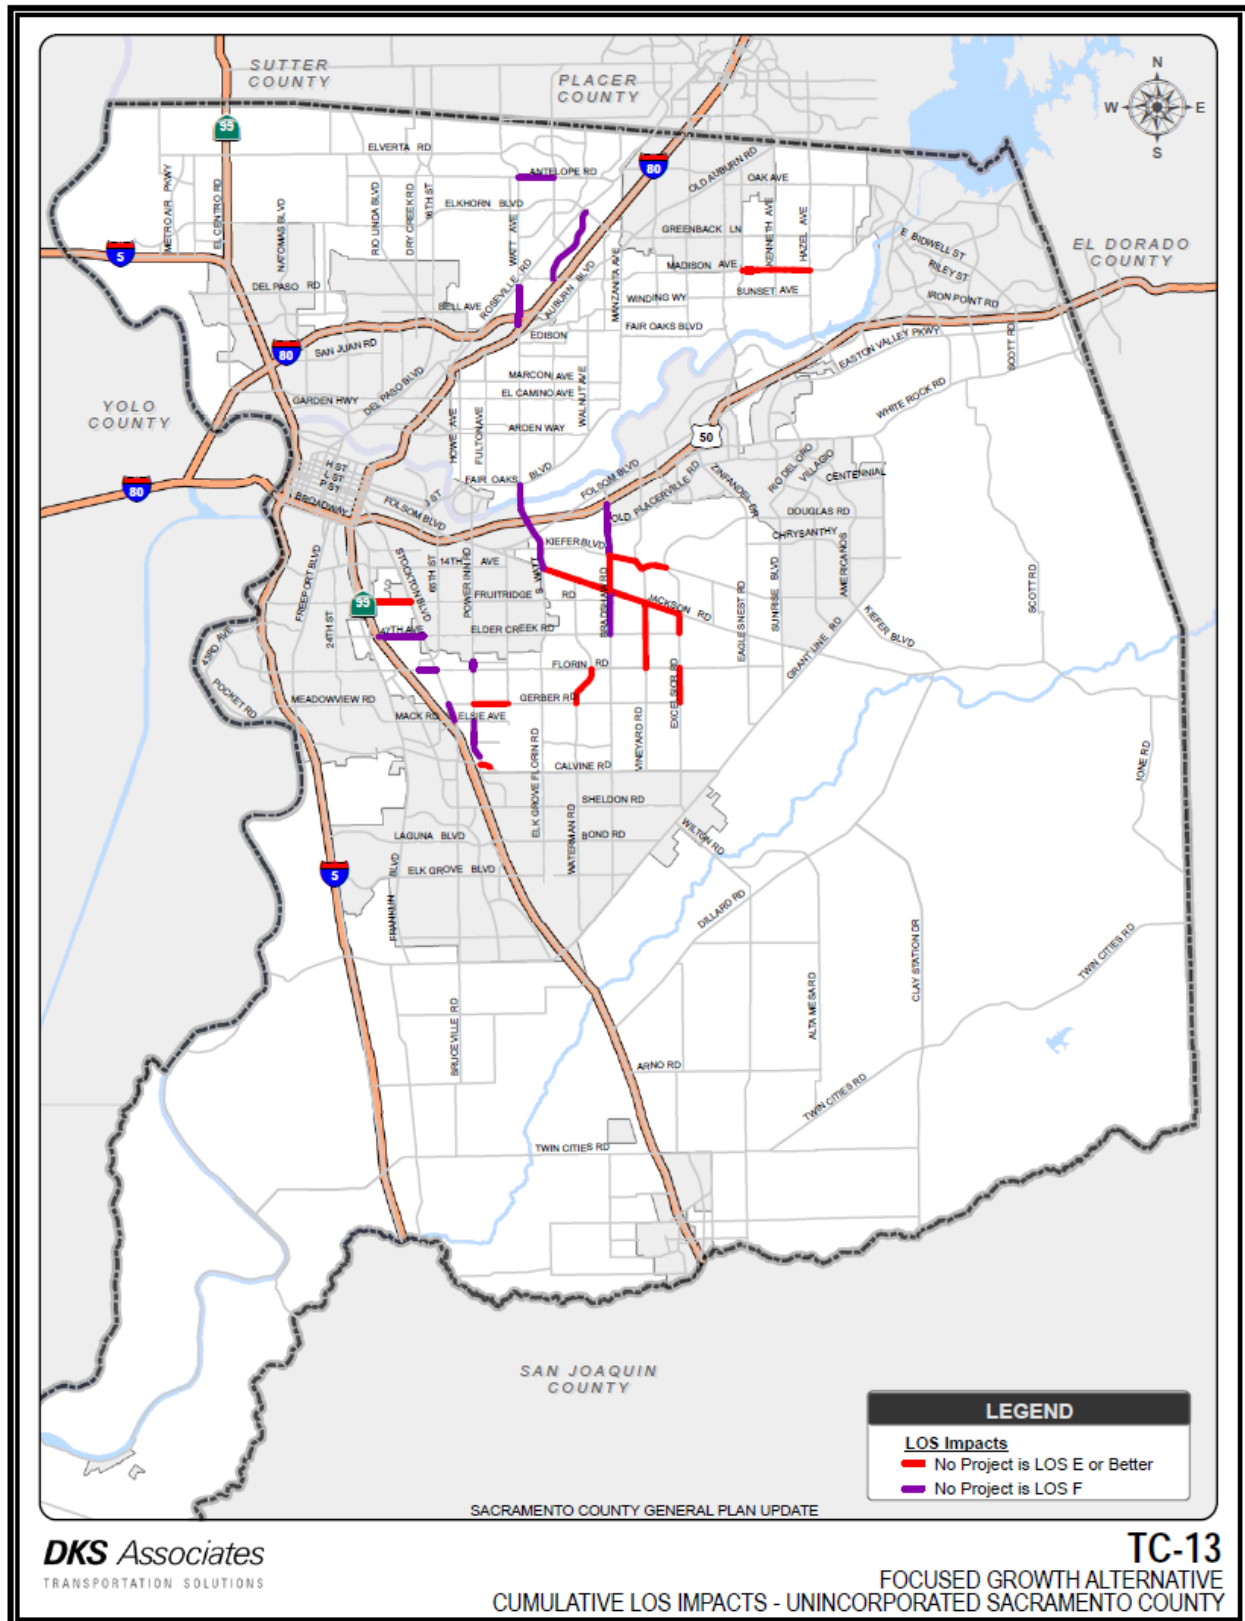 SUTTER
COUNTY
PLACER
COUNTY
N
W E
S
99
ELVERTA RD
ANTELOPE RD
80
OLD AUBURN RD
OAK AVE
METRO AIR PKWY
EL CENTRO RD
NATOMAS BLVD
RIO LINDA BLVD
DRY CREEK RD
16TH ST
ELKHORN BLVD
WATT AVE
GREENBACK LN
KENNETH AVE
HAZEL AVE
E BIDWELL ST
RILEY ST
EL DORADO
COUNTY
5
DEL PASO RD
ROSEVILLE RD
AUBURN BLVD
MANZANITA AVE
MADISON AVE
SUNSET AVE
IRON POINT RD
BELL AVE
WINDING WY
EDISON
FAIR OAKS BLVD
EASTON VALLEY PKWY
SCOTT RD
80
SAN JUAN RD
MARCONI AVE
WALNUT AVE
EL CAMINO AVE
WHITE ROCK RD
YOLO
COUNTY
GARDEN HWY
DEL PASO BLVD
HOWE AVE
FULTON AVE
ARDEN WAY
50
H ST
L ST
P ST
BROADWAY
FAIR OAKS BLVD
FOLSOM BLVD
J ST
FOLSOM BLVD
OLD PLACERVILLE RD
ZINFANDEL DR
RIO DEL ORO
VILLAGIO
CENTENNIAL
80
DOUGLAS RD
CHRYSANTHY
AMERICANOS
KIEFER BLVD
FREEPORT BLVD
STOCKTON BLVD
65TH ST
14TH AVE
POWER INN RD
S WATT
FRUITRIDGE RD
BRADSHAW RD
JACKSON RD
EAGLES NEST RD
SUNRISE BLVD
SCOTT RD
KIEFER BLVD
GRANT LINE RD
99
24TH ST
43RD AVE
47TH AVE
ELDER CREEK RD
FLORIN RD
POCKET RD
MEADOWVIEW RD
MACK RD
ELSIE AVE
GERBER RD
EXCELSIOR RD
VINEYARD RD
ELK GROVE FLORIN RD
CALVINE RD
IONE RD
SHELDON RD
WATERMAN RD
BOND RD
WILTON RD
LAGUNA BLVD
ELK GROVE BLVD
5
FRANKLIN BLVD
DILLARD RD
CLAY STATION DR
TWIN CITIES RD
ALTA MESA RD
BRUCEVILLE RD
ARNO RD
TWIN CITIES RD
TWIN CITIES RD
SAN JOAQUIN
COUNTY
LEGEND
LOS Impacts
No Project is LOS E or Better
No Project is LOS F
SACRAMENTO COUNTY GENERAL PLAN UPDATE
DKS Associates
TRANSPORTATION SOLUTIONS
TC-13
FOCUSED GROWTH ALTERNATIVE
CUMULATIVE LOS IMPACTS - UNINCORPORATED SACRAMENTO COUNTY